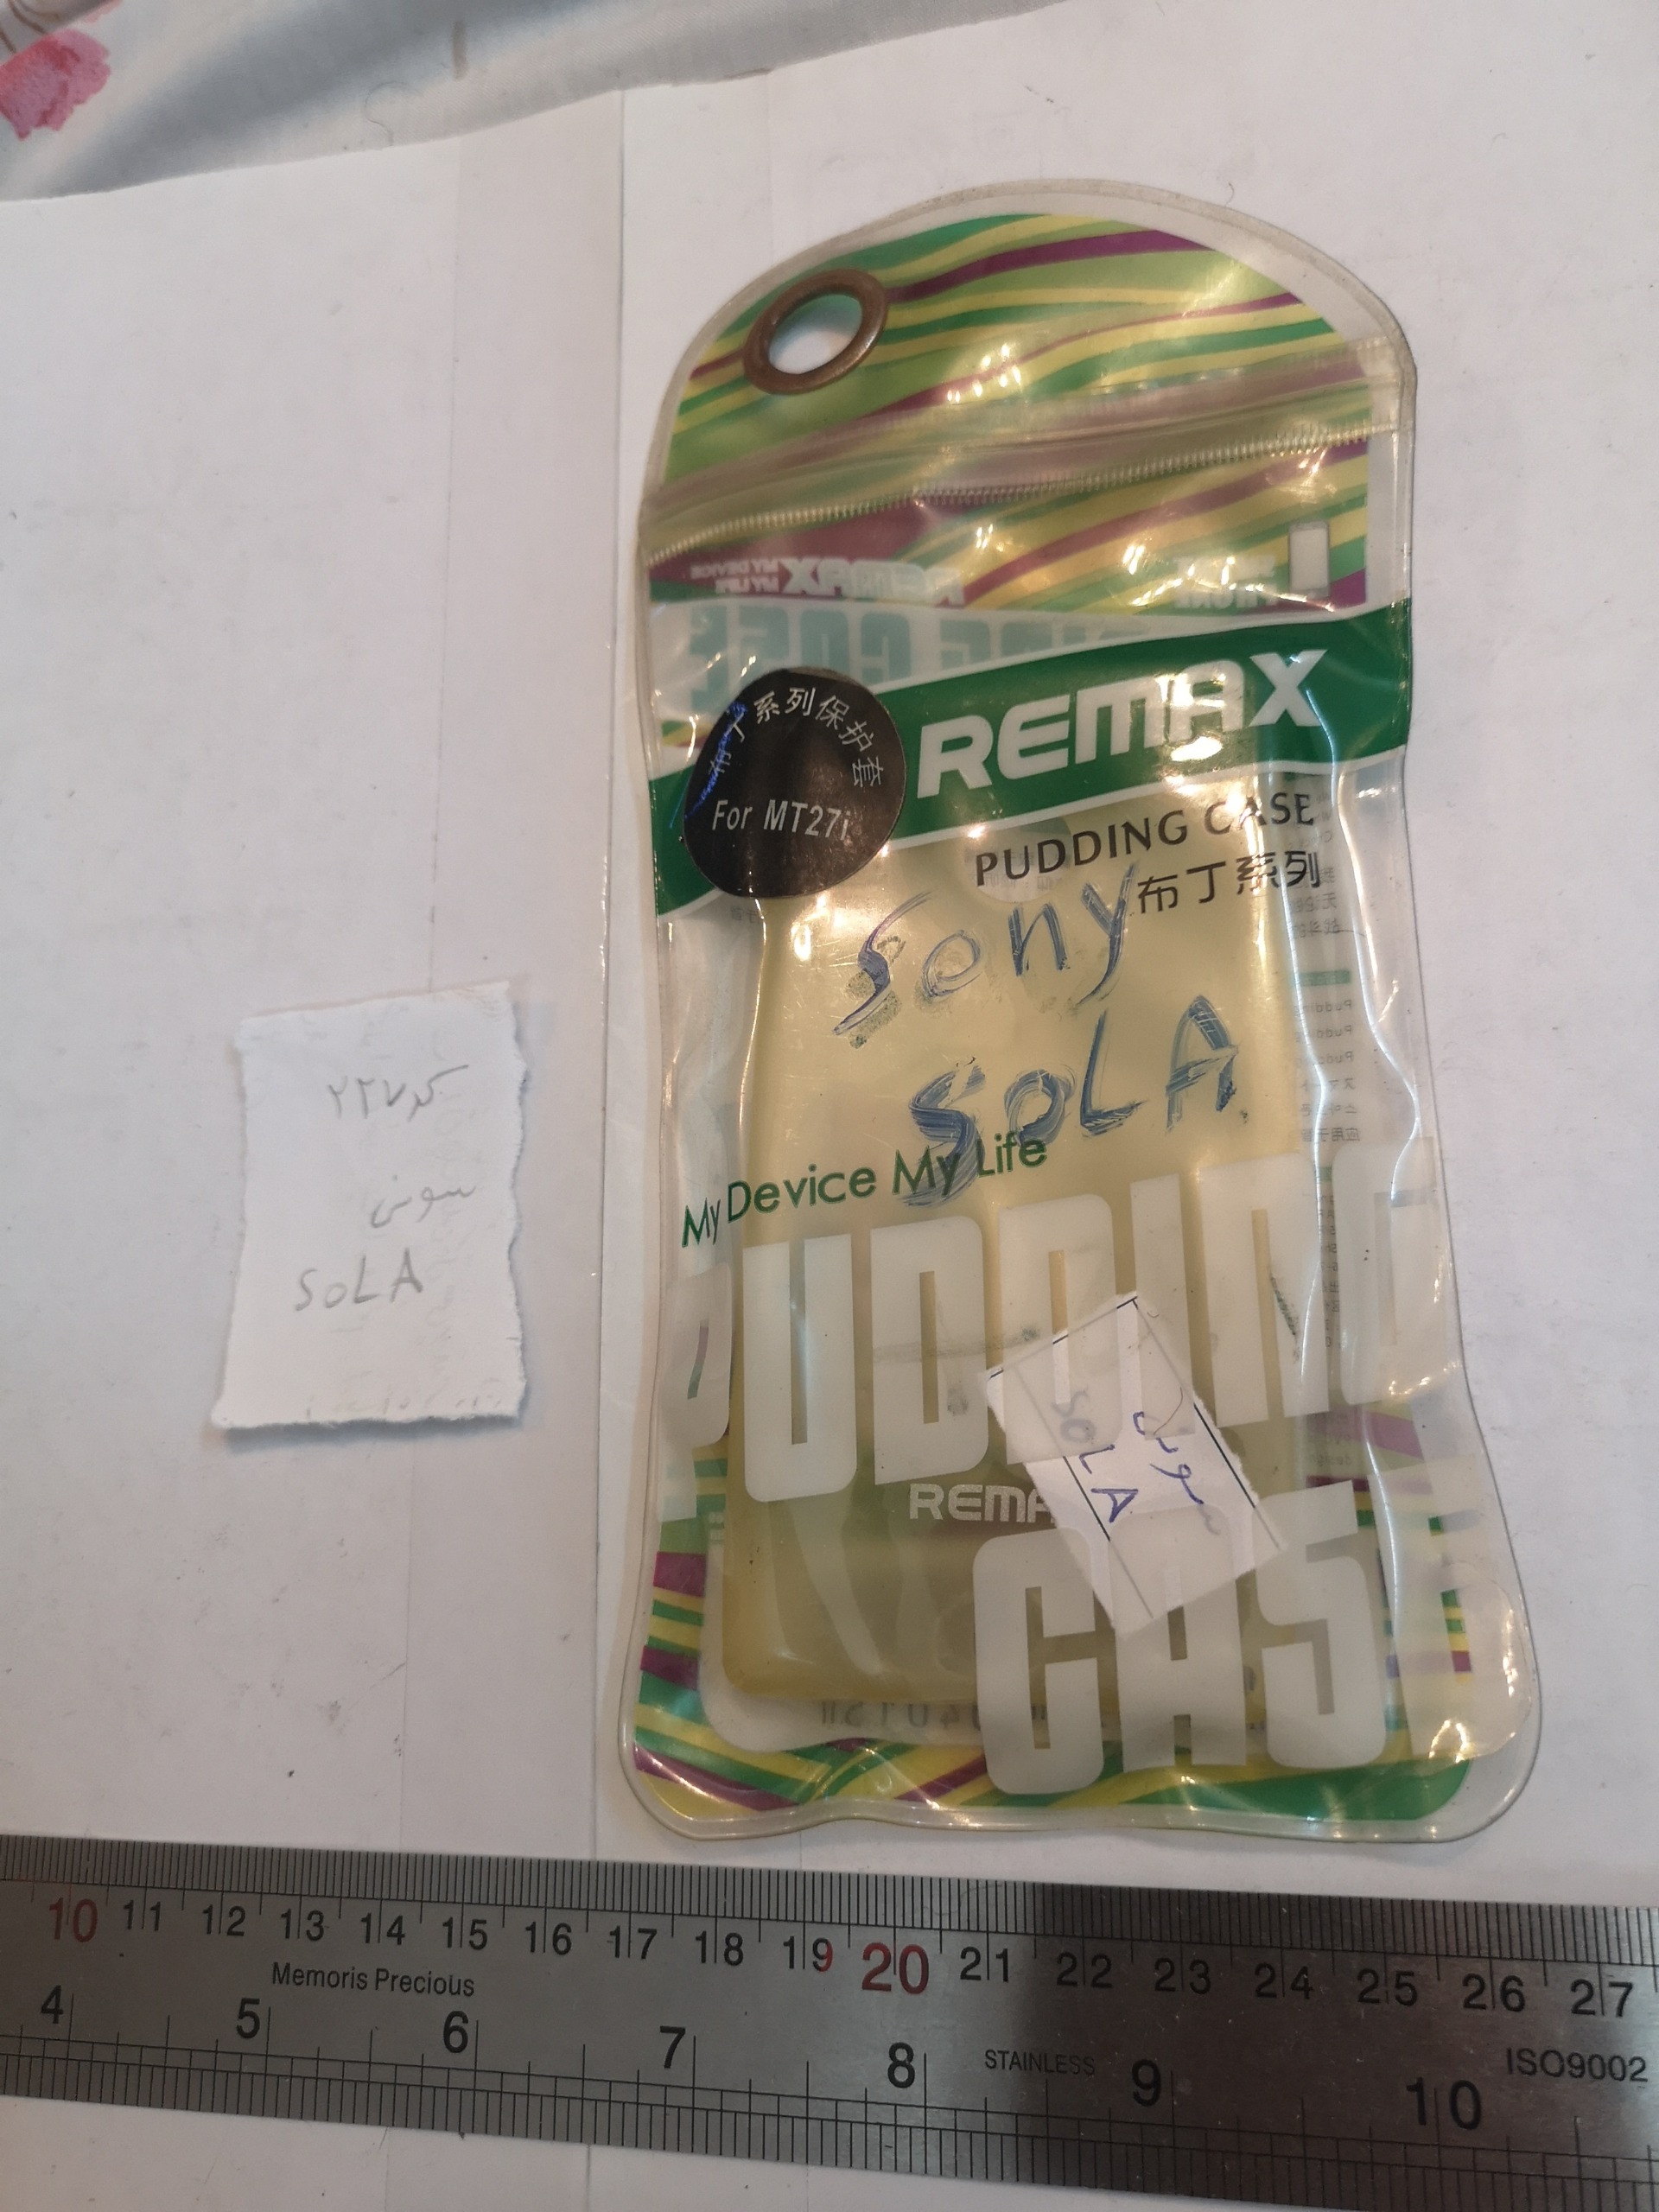 REMAX
布丁系列保护套
For MT27i
PUDDING CASE
布丁系列
Sony
SOLA
My Device My Life
PUDDING
CASE
سونی
SOLA
کد ۲۲۷
سونی
SOLA
10 11 12 13 14 15 16 17 18 19 20 21 22 23 24 25 26 27
Memoris Precious
4 5 6 7 8 9 10
STAINLESS
ISO9002